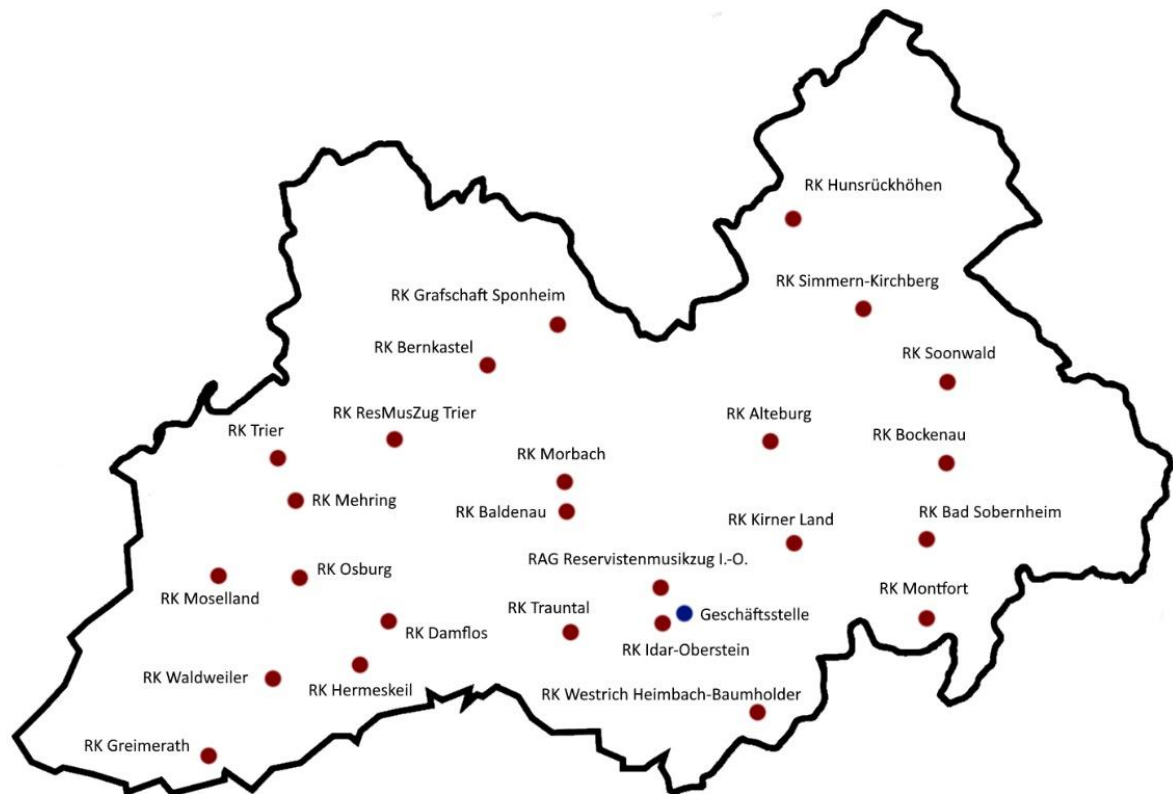 RK Hunsrückhöhen
RK Simmern-Kirchberg
RK Grafschaft Sponheim
RK Bernkastel
RK Soonwald
RK ResMusZug Trier
RK Alteburg
RK Trier
RK Bockenau
RK Morbach
RK Mehring
RK Baldenau
RK Kirner Land
RK Bad Sobernheim
RAG Reservistenmusikzug I.-O.
RK Osburg
RK Moselland
RK Montfort
RK Trauntal
Geschäftsstelle
RK Damflos
RK Idar-Oberstein
RK Waldweiler
RK Hermeskeil
RK Westrich Heimbach-Baumholder
RK Greimerath